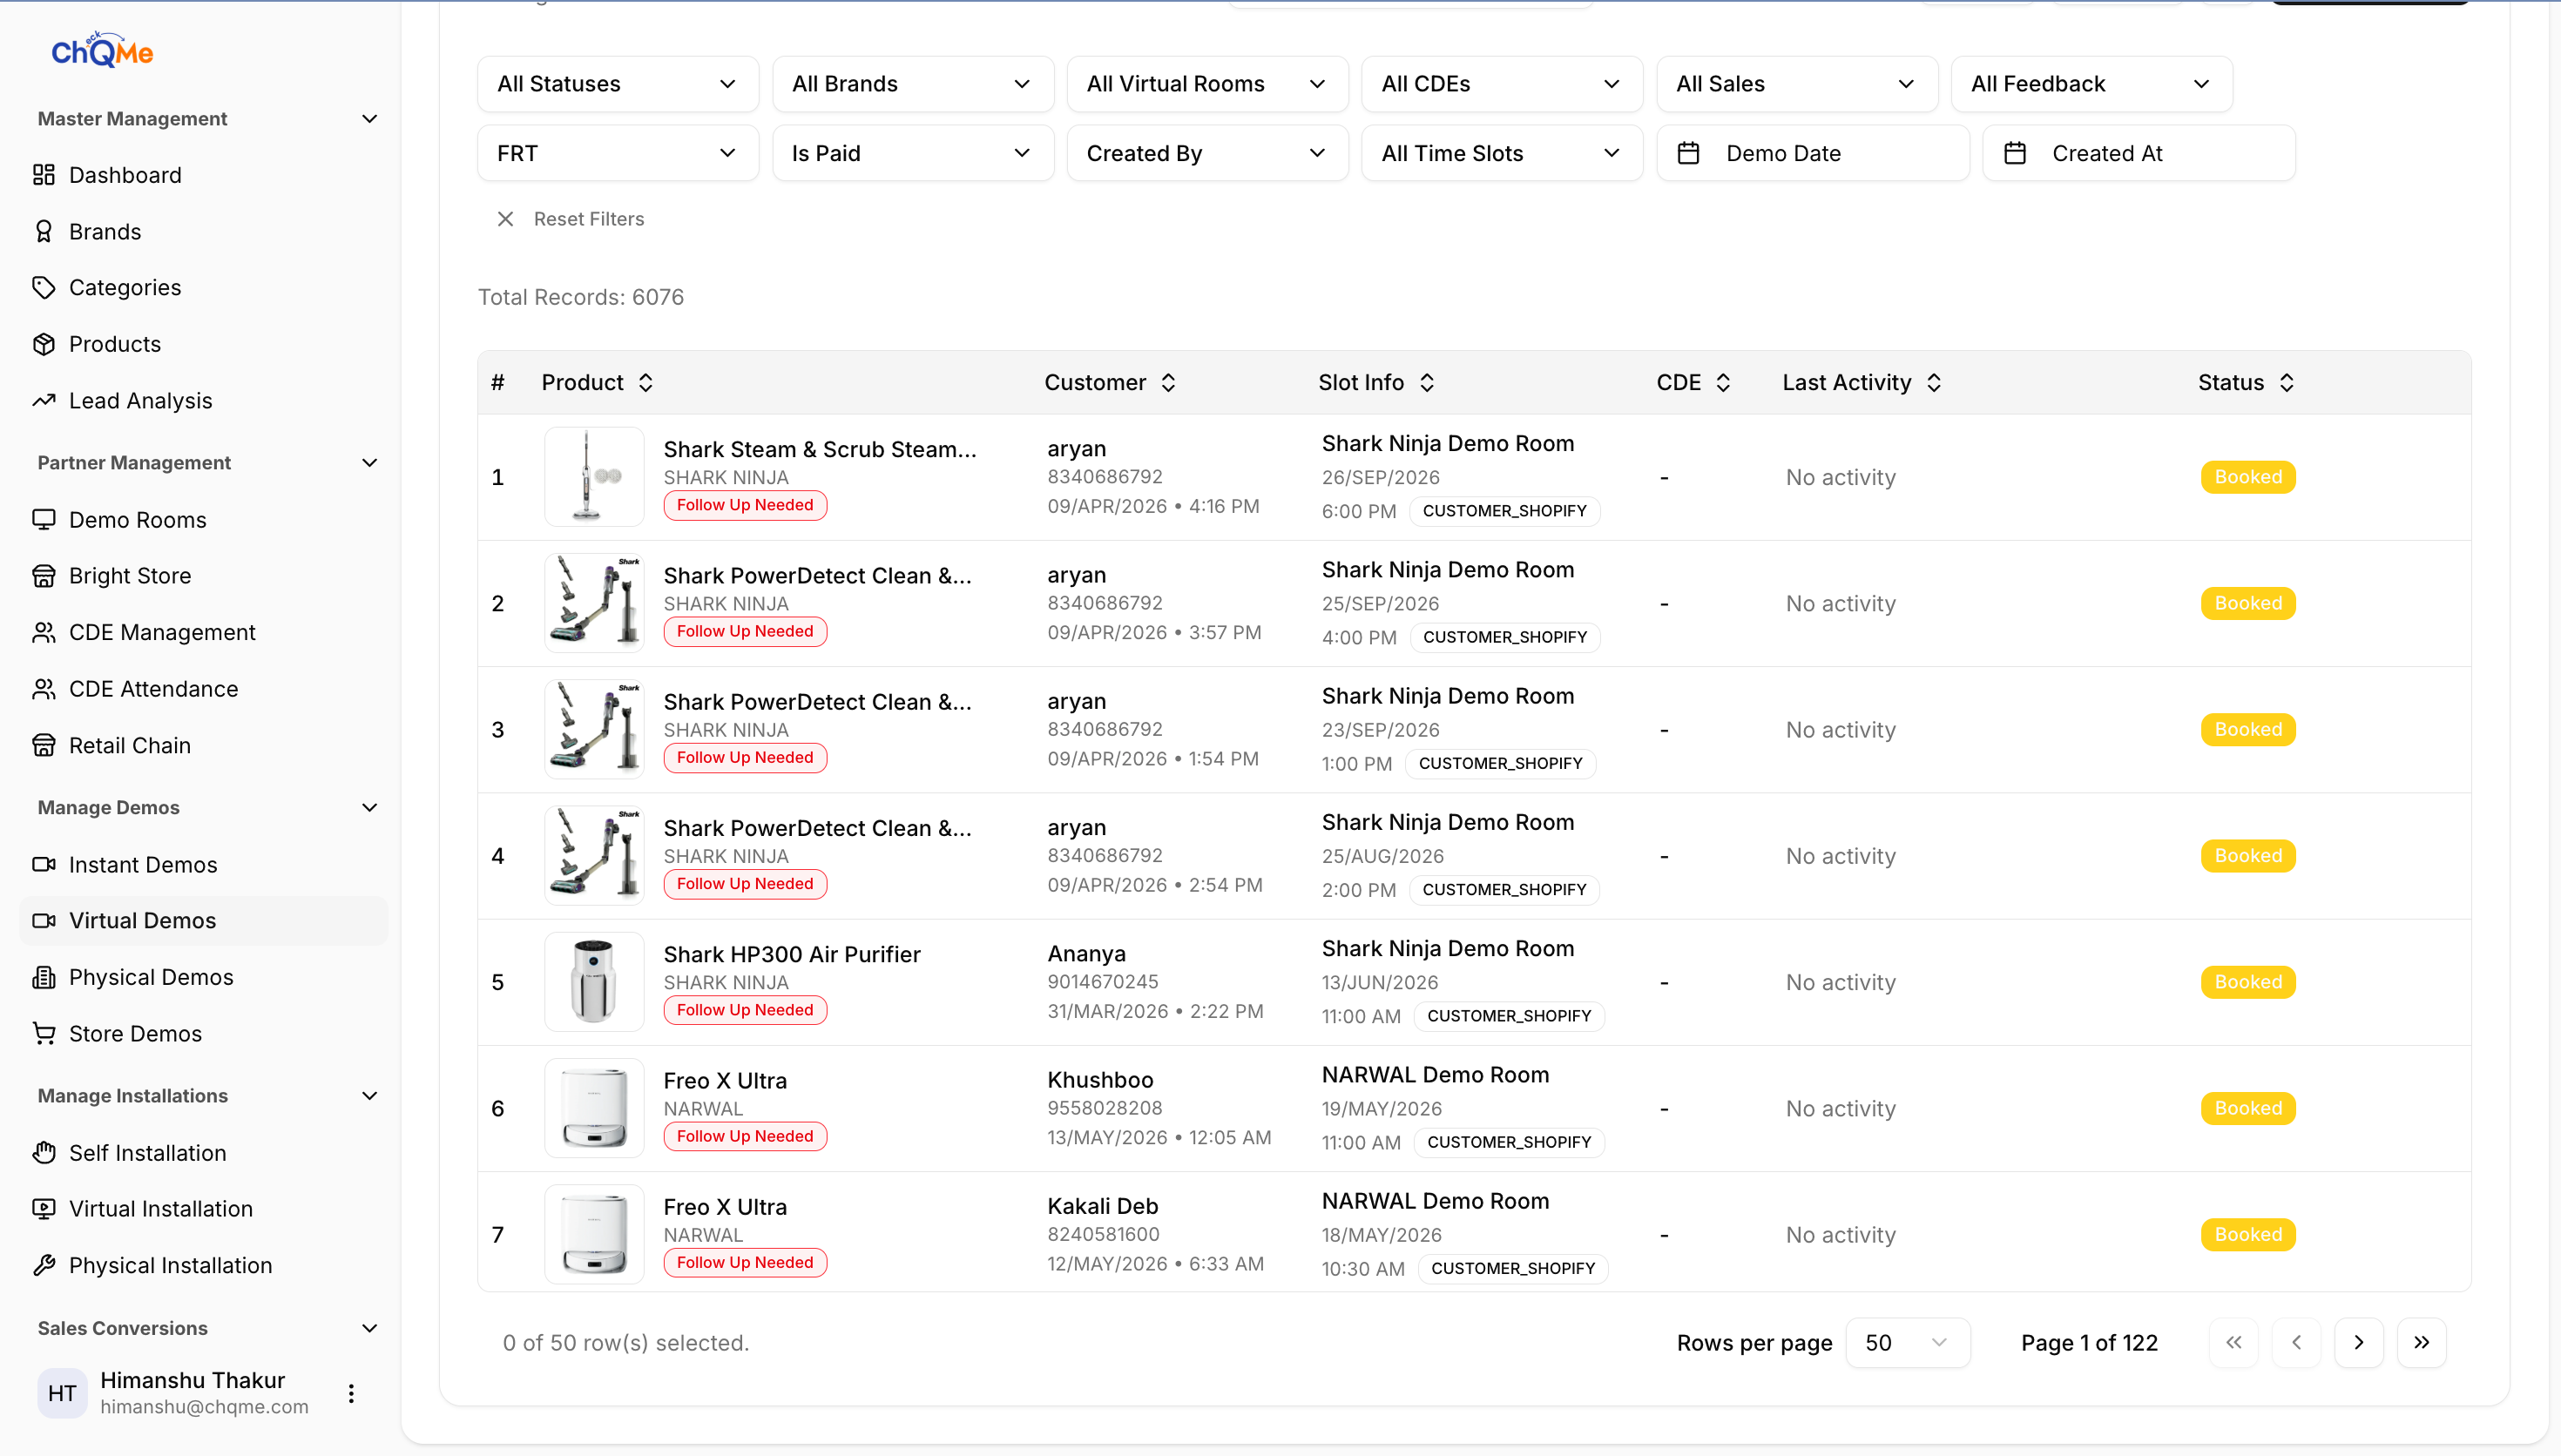 ChQMe
eck
Master Management
Dashboard
Brands
Categories
Products
Lead Analysis
Partner Management
Demo Rooms
Bright Store
CDE Management
CDE Attendance
Retail Chain
Manage Demos
Instant Demos
Virtual Demos
Physical Demos
Store Demos
Manage Installations
Self Installation
Virtual Installation
Physical Installation
Sales Conversions
HT
Himanshu Thakur
himanshu@chqme.com
All Statuses All Brands All Virtual Rooms All CDEs All Sales All Feedback
FRT Is Paid Created By All Time Slots Demo Date Created At
Reset Filters
Total Records: 6076
# Product Customer Slot Info CDE Last Activity Status
1 Shark Steam & Scrub Steam... aryan Shark Ninja Demo Room
SHARK NINJA 8340686792 26/SEP/2026 - No activity Booked
Follow Up Needed 09/APR/2026 • 4:16 PM 6:00 PM CUSTOMER_SHOPIFY
2 Shark Shark PowerDetect Clean &... aryan Shark Ninja Demo Room
SHARK NINJA 8340686792 25/SEP/2026 - No activity Booked
Follow Up Needed 09/APR/2026 • 3:57 PM 4:00 PM CUSTOMER_SHOPIFY
3 Shark Shark PowerDetect Clean &... aryan Shark Ninja Demo Room
SHARK NINJA 8340686792 23/SEP/2026 - No activity Booked
Follow Up Needed 09/APR/2026 • 1:54 PM 1:00 PM CUSTOMER_SHOPIFY
4 Shark Shark PowerDetect Clean &... aryan Shark Ninja Demo Room
SHARK NINJA 8340686792 25/AUG/2026 - No activity Booked
Follow Up Needed 09/APR/2026 • 2:54 PM 2:00 PM CUSTOMER_SHOPIFY
5 Shark HP300 Air Purifier Ananya Shark Ninja Demo Room
SHARK NINJA 9014670245 13/JUN/2026 - No activity Booked
Follow Up Needed 31/MAR/2026 • 2:22 PM 11:00 AM CUSTOMER_SHOPIFY
6 Freo X Ultra Khushboo NARWAL Demo Room
NARWAL 9558028208 19/MAY/2026 - No activity Booked
Follow Up Needed 13/MAY/2026 • 12:05 AM 11:00 AM CUSTOMER_SHOPIFY
7 Freo X Ultra Kakali Deb NARWAL Demo Room
NARWAL 8240581600 18/MAY/2026 - No activity Booked
Follow Up Needed 12/MAY/2026 • 6:33 AM 10:30 AM CUSTOMER_SHOPIFY
0 of 50 row(s) selected. Rows per page 50 Page 1 of 122